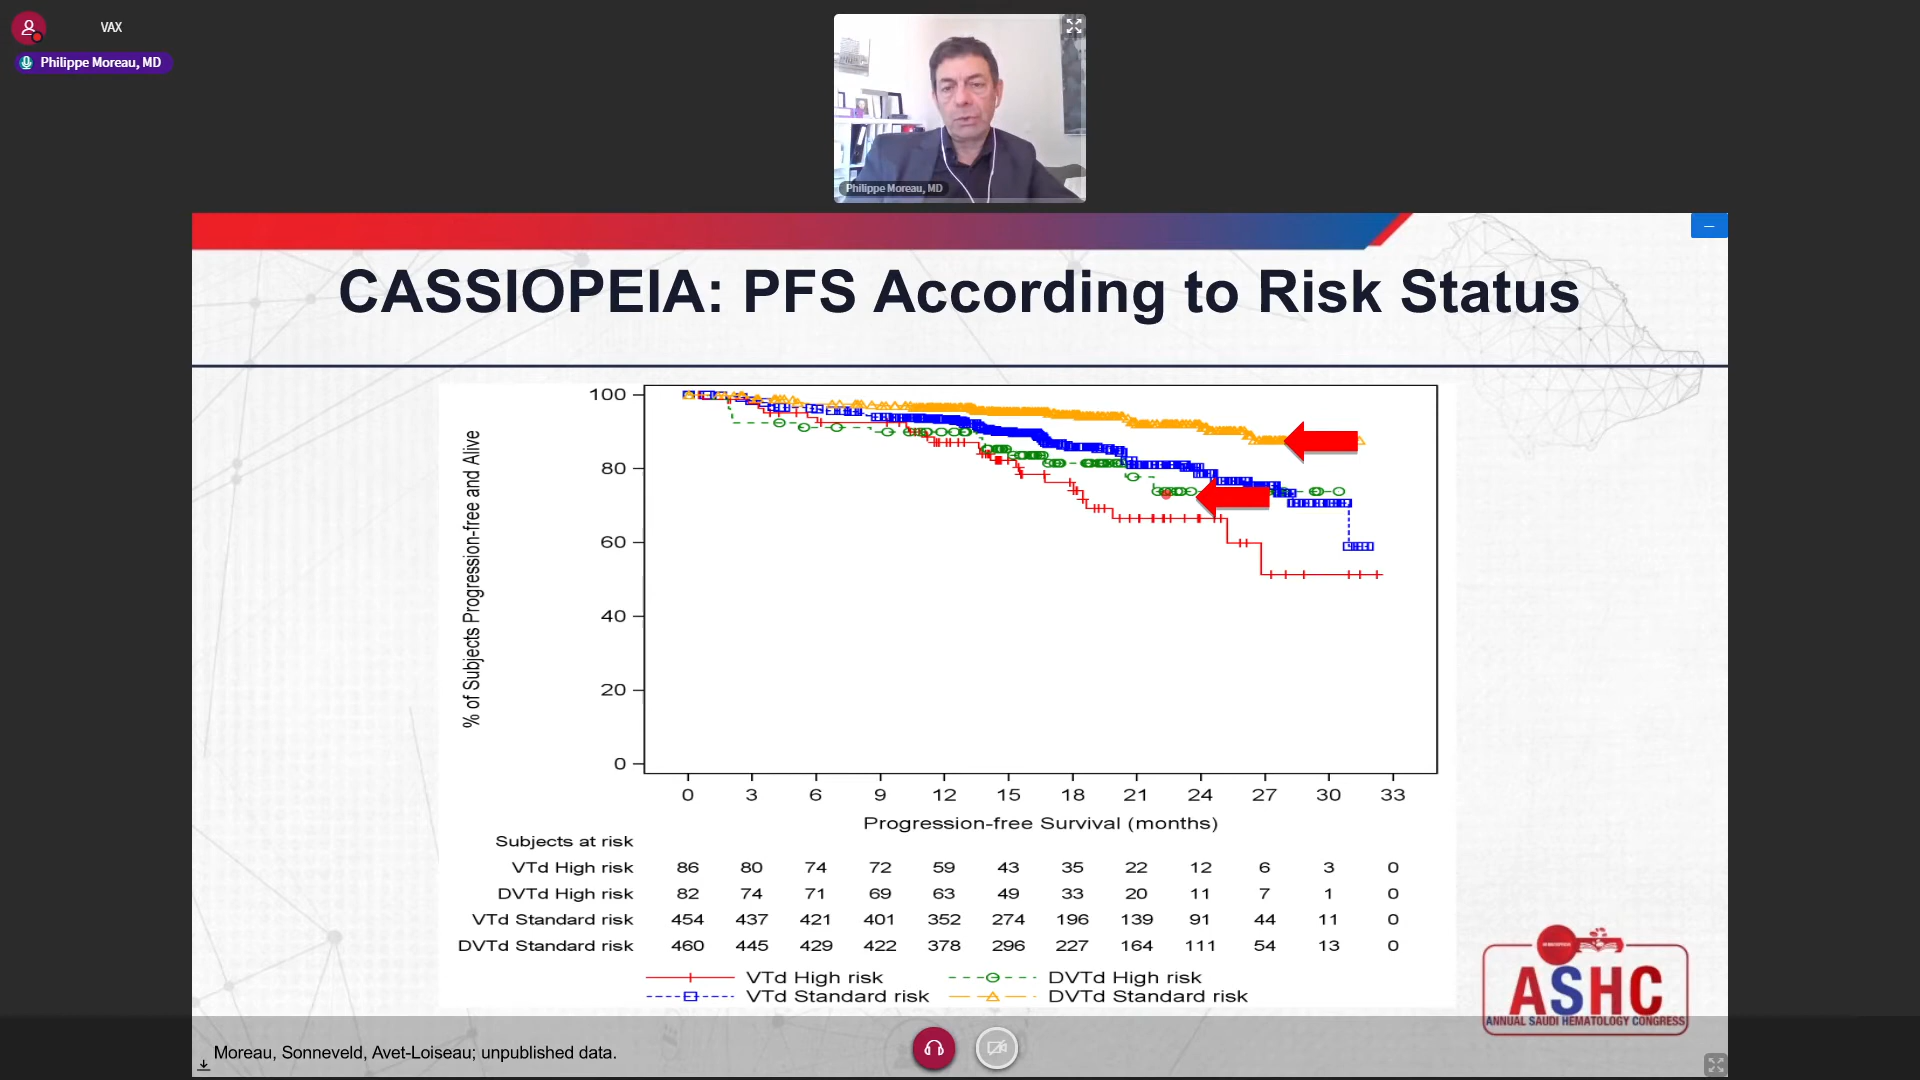 VAX
Philippe Moreau, MD
Philippe Moreau, MD
CASSIOPEIA: PFS According to Risk Status
% of Subjects Progression-free and Alive
100
80
60
40
20
0
0 3 6 9 12 15 18 21 24 27 30 33
Progression-free Survival (months)
Subjects at risk
VTd High risk 86 80 74 72 59 43 35 22 12 6 3 0
DVTd High risk 82 74 71 69 63 49 33 20 11 7 1 0
VTd Standard risk 454 437 421 401 352 274 196 139 91 44 11 0
DVTd Standard risk 460 445 429 422 378 296 227 164 111 54 13 0
VTd High risk DVTd High risk
VTd Standard risk DVTd Standard risk
ASHC
ANNUAL SAUDI HEMATOLOGY CONGRESS
Moreau, Sonneveld, Avet-Loiseau; unpublished data.